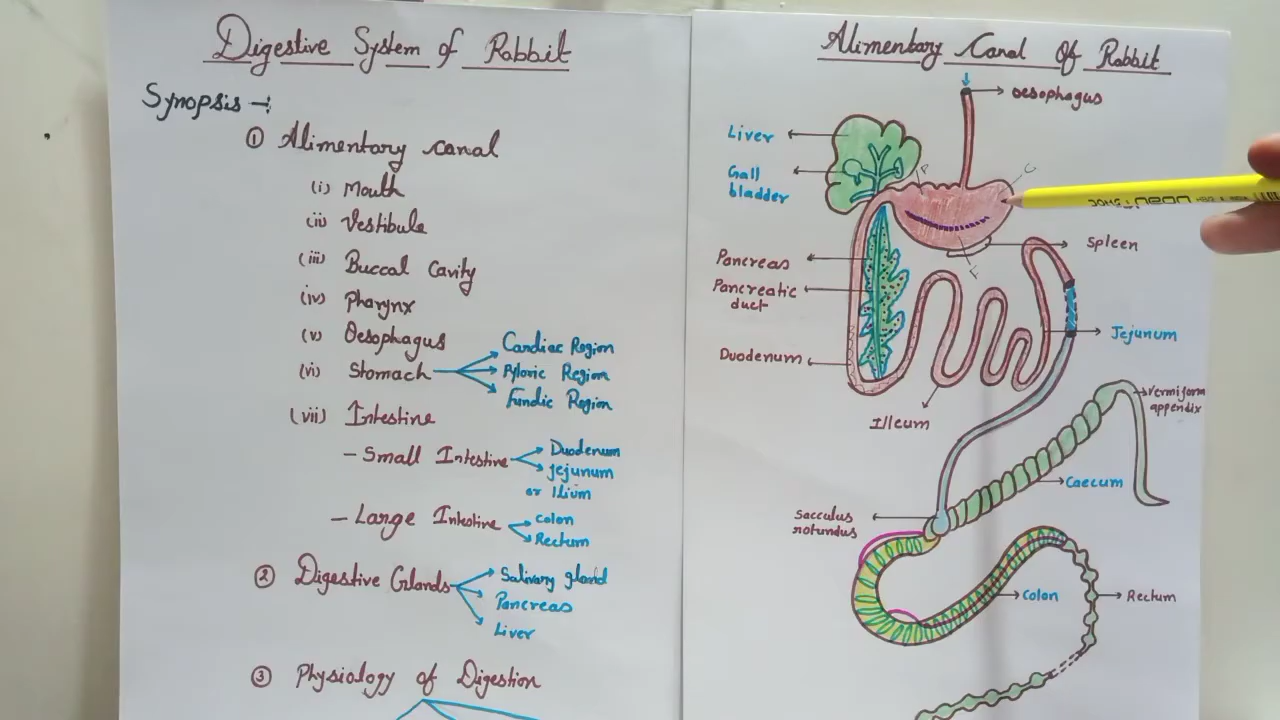 Digestive System of Rabbit
Synopsis -:
① Alimentary canal
(i) Mouth
(ii) Vestibule
(iii) Buccal Cavity
(iv) Pharynx
(v) Oesophagus
(vi) Stomach
Cardiac Region
Pyloric Region
Fundic Region
(vii) Intestine
- Small Intestine
Duodenum
Jejunum
or Ilium
- Large Intestine
Colon
Rectum
② Digestive Glands
Salivary gland
Pancreas
Liver
③ Physiology of Digestion
Alimentary Canal Of Rabbit
Oesophagus
Liver
Gall
bladder
P
C
F
neon
Spleen
Pancreas
Pancreatic
duct
Duodenum
Jejunum
Illeum
Vermiform
appendix
Caecum
Sacculus
rotundus
Colon
Rectum